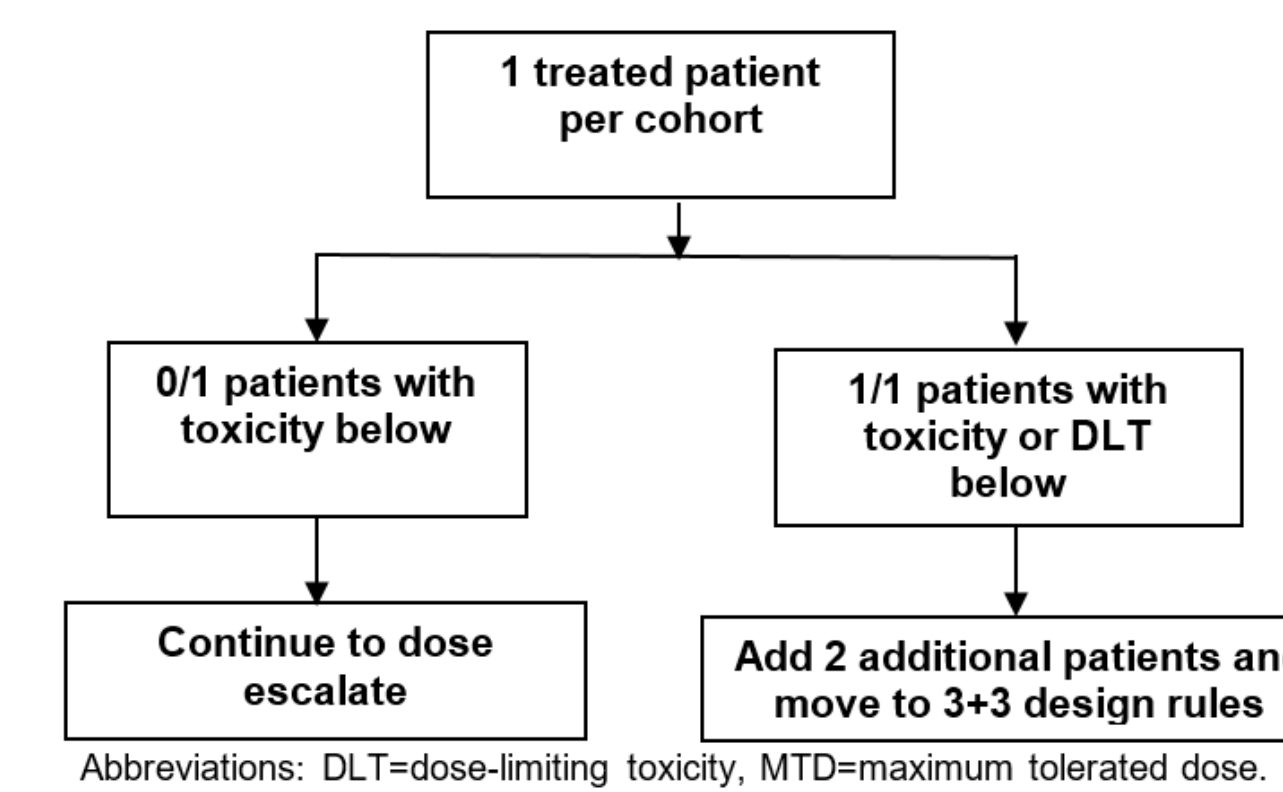 1 treated patient
per cohort
0/1 patients with
toxicity below
1/1 patients with
toxicity or DLT
below
Continue to dose
escalate
Add 2 additional patients an
move to 3+3 design rules
Abbreviations: DLT=dose-limiting toxicity, MTD=maximum tolerated dose.